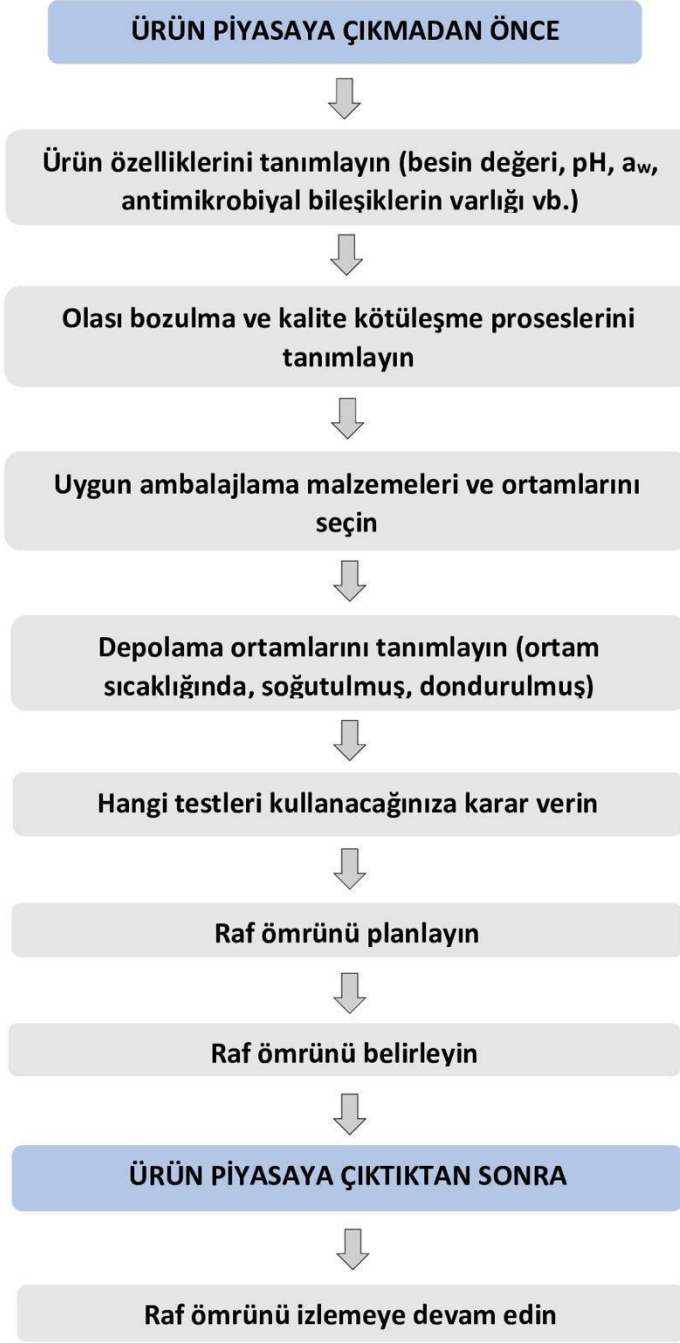 ÜRÜN PİYASAYA ÇIKMADAN ÖNCE
Ürün özelliklerini tanımlayın (besin değeri, pH, aw,
antimikrobiyal bileşiklerin varlığı vb.)
Olası bozulma ve kalite kötüleşme proseslerini
tanımlayın
Uygun ambalajlama malzemeleri ve ortamlarını
seçin
Depolama ortamlarını tanımlayın (ortam
sıcaklığında, soğutulmuş, dondurulmuş)
Hangi testleri kullanacağınıza karar verin
Raf ömrünü planlayın
Raf ömrünü belirleyin
ÜRÜN PİYASAYA ÇIKTIKTAN SONRA
Raf ömrünü izlemeye devam edin